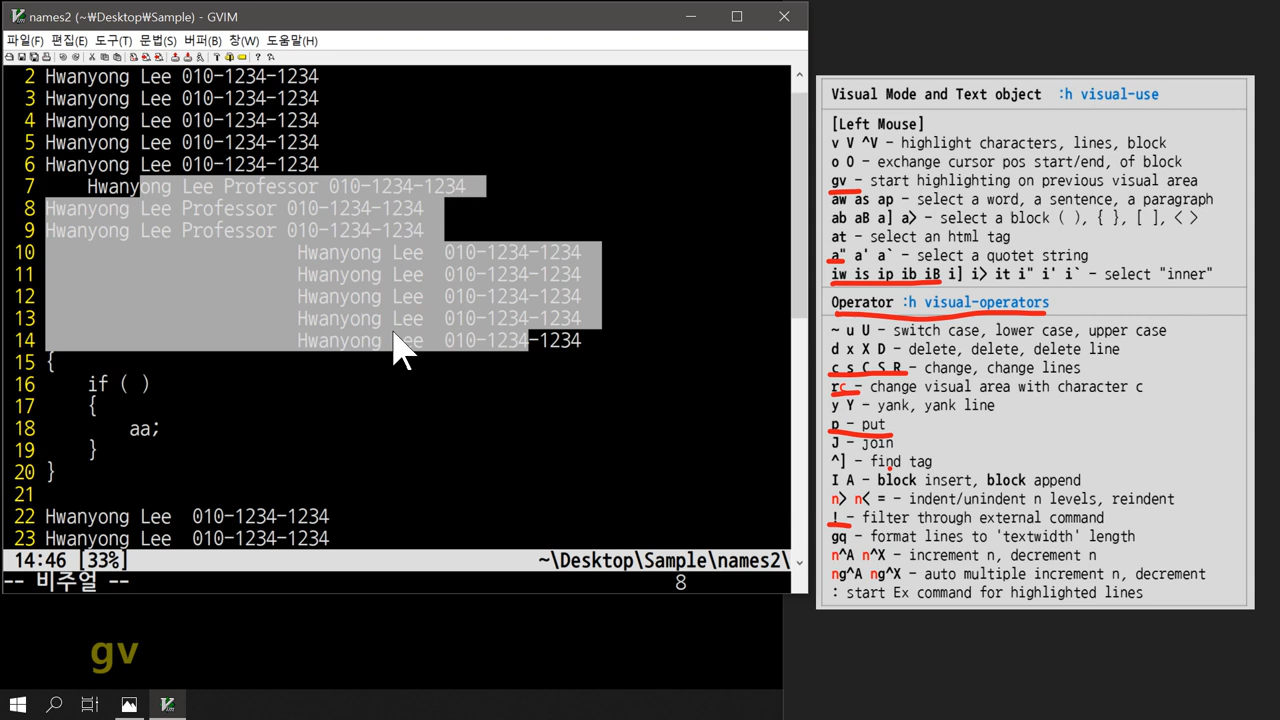 names2 (~₩Desktop₩Sample) - GVIM
파일(F) 편집(E) 도구(T) 문법(S) 버퍼(B) 창(W) 도움말(H)
2 Hwanyong Lee 010-1234-1234
3 Hwanyong Lee 010-1234-1234
4 Hwanyong Lee 010-1234-1234
5 Hwanyong Lee 010-1234-1234
6 Hwanyong Lee 010-1234-1234
7 Hwanyong Lee Professor 010-1234-1234
8 Hwanyong Lee Professor 010-1234-1234
9 Hwanyong Lee Professor 010-1234-1234
10 Hwanyong Lee 010-1234-1234
11 Hwanyong Lee 010-1234-1234
12 Hwanyong Lee 010-1234-1234
13 Hwanyong Lee 010-1234-1234
14 Hwanyong Lee 010-1234-1234
15 {
16 if ( )
17 {
18 aa;
19 }
20 }
21
22 Hwanyong Lee 010-1234-1234
23 Hwanyong Lee 010-1234-1234
14:46 [33%] ~\Desktop\Sample\names2\
-- 비주얼 -- 8
gv
Visual Mode and Text object :h visual-use
[Left Mouse]
v V ^V - highlight characters, lines, block
o O - exchange cursor pos start/end, of block
gv - start highlighting on previous visual area
aw as ap - select a word, a sentence, a paragraph
ab aB a] a> - select a block ( ), { }, [ ], < >
at - select an html tag
a" a' a` - select a quotet string
iw is ip ib iB i] i> it i" i' i` - select "inner"
Operator :h visual-operators
~ u U - switch case, lower case, upper case
d x X D - delete, delete, delete line
c s C S R - change, change lines
rc - change visual area with character c
y Y - yank, yank line
p - put
J - join
^] - find tag
I A - block insert, block append
n> n< = - indent/unindent n levels, reindent
! - filter through external command
gq - format lines to 'textwidth' length
n^A n^X - increment n, decrement n
ng^A ng^X - auto multiple increment n, decrement
: start Ex command for highlighted lines